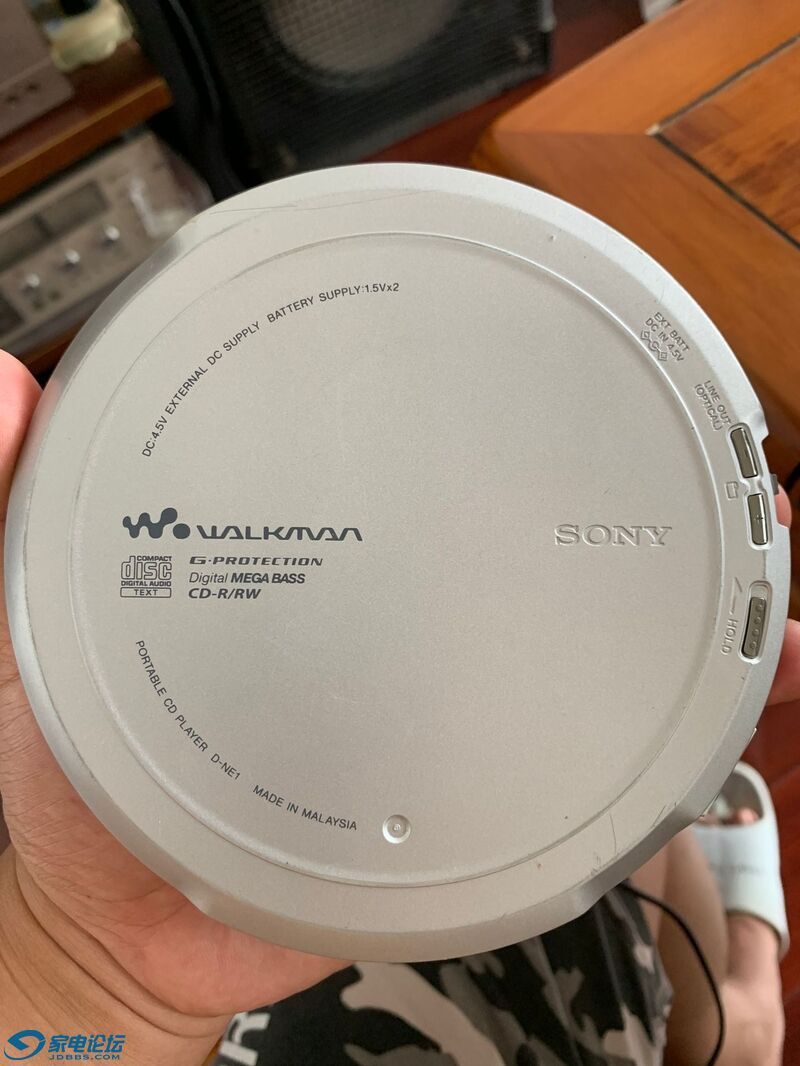 DC:4.5V EXTERNAL DC SUPPLY BATTERY SUPPLY:1.5Vx2
EXT BATT
DC IN 4.5V
LINE OUT
(OPTICAL)
WALKMAN
SONY
COMPACT
disc
DIGITAL AUDIO
TEXT
G·PROTECTION
Digital MEGA BASS
CD-R/RW
HOLD
PORTABLE CD PLAYER D-NE1 MADE IN MALAYSIA
家电论坛
JDBBS.COM